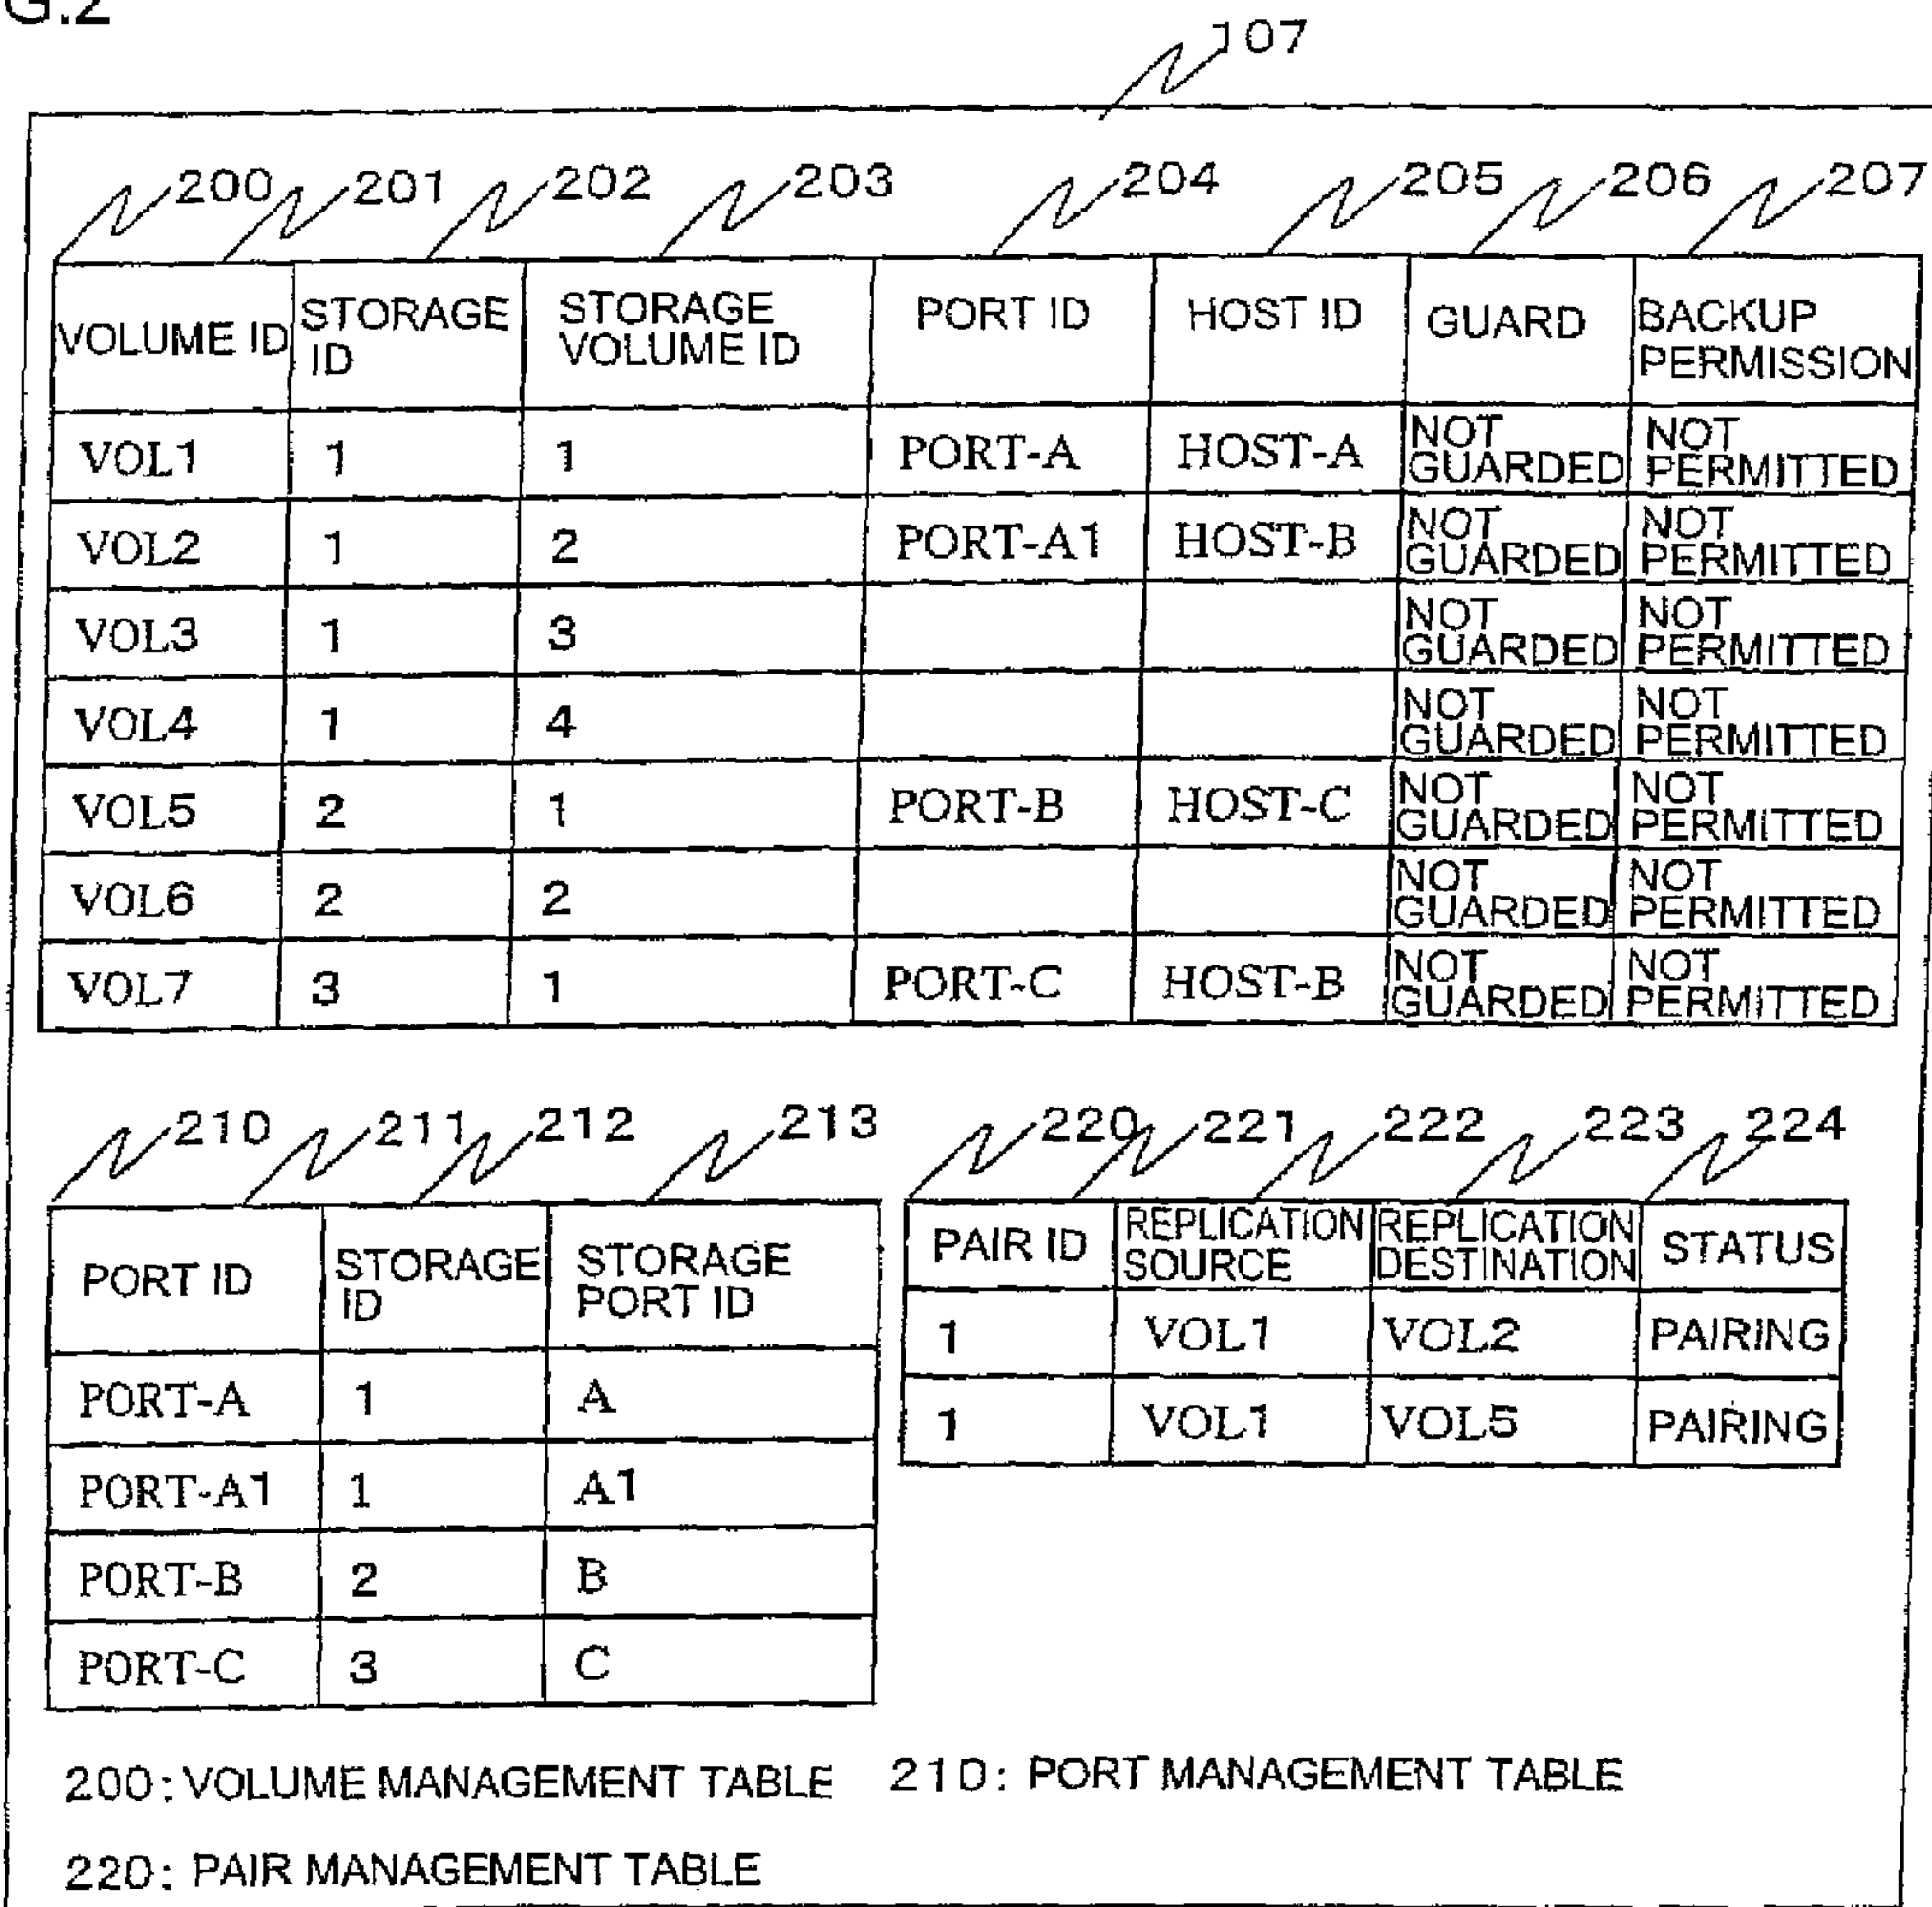 G.2
107
200 201 202 203 204 205 206 207
VOLUME ID STORAGE ID STORAGE VOLUME ID PORT ID HOST ID GUARD BACKUP PERMISSION
VOL1 1 1 PORT-A HOST-A NOT GUARDED NOT PERMITTED
VOL2 1 2 PORT-A1 HOST-B NOT GUARDED NOT PERMITTED
VOL3 1 3 NOT GUARDED NOT PERMITTED
VOL4 1 4 NOT GUARDED NOT PERMITTED
VOL5 2 1 PORT-B HOST-C NOT GUARDED NOT PERMITTED
VOL6 2 2 NOT GUARDED NOT PERMITTED
VOL7 3 1 PORT-C HOST-B NOT GUARDED NOT PERMITTED
210 211 212 213
PORT ID STORAGE ID STORAGE PORT ID
PORT-A 1 A
PORT-A1 1 A1
PORT-B 2 B
PORT-C 3 C
220 221 222 223 224
PAIR ID REPLICATION SOURCE REPLICATION DESTINATION STATUS
1 VOL1 VOL2 PAIRING
1 VOL1 VOL5 PAIRING
200: VOLUME MANAGEMENT TABLE 210: PORT MANAGEMENT TABLE
220: PAIR MANAGEMENT TABLE